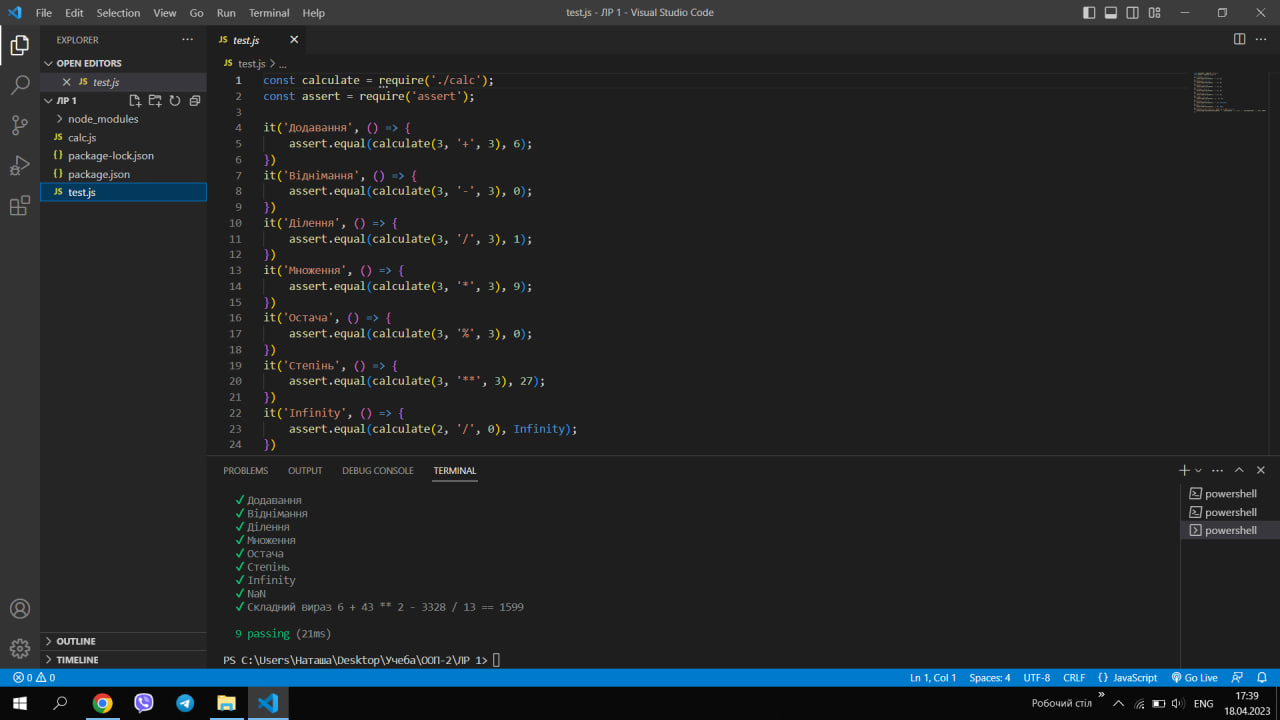 File Edit Selection View Go Run Terminal Help
test.js - ЛР 1 - Visual Studio Code
EXPLORER
OPEN EDITORS
JS test.js
ЛР 1
node_modules
JS calc.js
{} package-lock.json
{} package.json
JS test.js
OUTLINE
TIMELINE
JS test.js
JS test.js > ...
1 const calculate = require('./calc');
2 const assert = require('assert');
3
4 it('Додавання', () => {
5 assert.equal(calculate(3, '+', 3), 6);
6 })
7 it('Віднімання', () => {
8 assert.equal(calculate(3, '-', 3), 0);
9 })
10 it('Ділення', () => {
11 assert.equal(calculate(3, '/', 3), 1);
12 })
13 it('Множення', () => {
14 assert.equal(calculate(3, '*', 3), 9);
15 })
16 it('Остача', () => {
17 assert.equal(calculate(3, '%', 3), 0);
18 })
19 it('Степінь', () => {
20 assert.equal(calculate(3, '**', 3), 27);
21 })
22 it('Infinity', () => {
23 assert.equal(calculate(2, '/', 0), Infinity);
24 })
PROBLEMS OUTPUT DEBUG CONSOLE TERMINAL
✓ Додавання
✓ Віднімання
✓ Ділення
✓ Множення
✓ Остача
✓ Степінь
✓ Infinity
✓ NaN
✓ Складний вираз 6 + 43 ** 2 - 3328 / 13 == 1599
9 passing (21ms)
PS C:\Users\Наташа\Desktop\Учеба\ООП-2\ЛР 1>
powershell
powershell
powershell
0 0
Ln 1, Col 1 Spaces: 4 UTF-8 CRLF {} JavaScript Go Live
Робочий стіл » ENG
17:39
18.04.2023